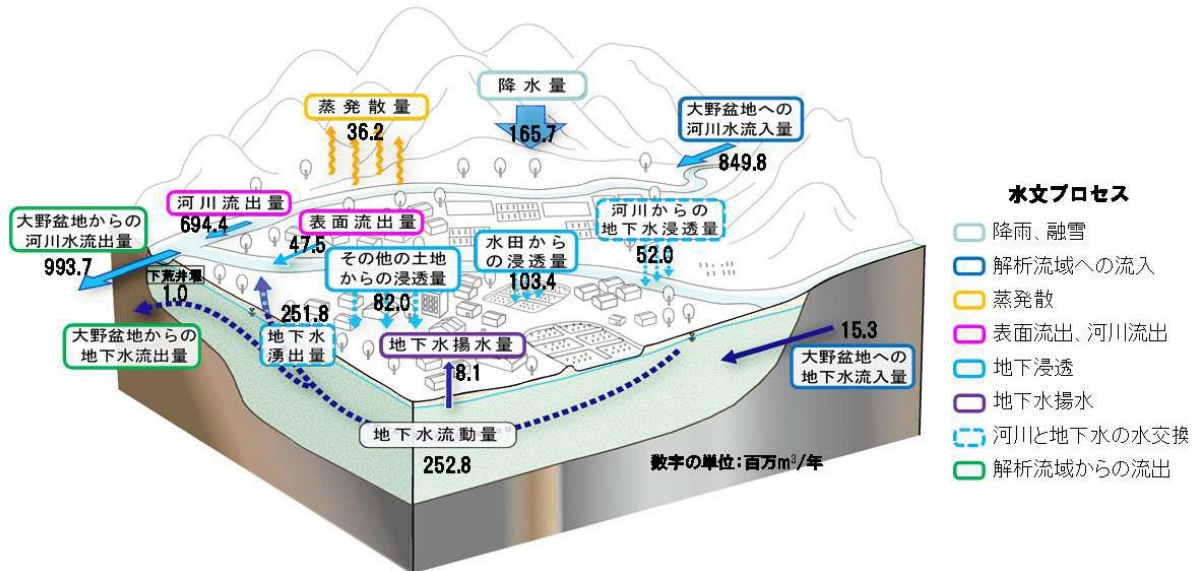 降水量
165.7
蒸発散量
36.2
大野盆地への
河川水流入量
849.8
河川流出量
694.4
表面流出量
47.5
大野盆地からの
河川水流出量
993.7
下荒井堰
1.0
その他の土地
からの浸透量
82.0
水田から
の浸透量
103.4
河川からの
地下水浸透量
52.0
大野盆地からの
地下水流出量
251.8
地下水
湧出量
地下水揚水量
8.1
15.3
大野盆地への
地下水流入量
地下水流動量
252.8
数字の単位:百万m³/年
水文プロセス
降雨、融雪
解析流域への流入
蒸発散
表面流出、河川流出
地下浸透
地下水揚水
河川と地下水の水交換
解析流域からの流出